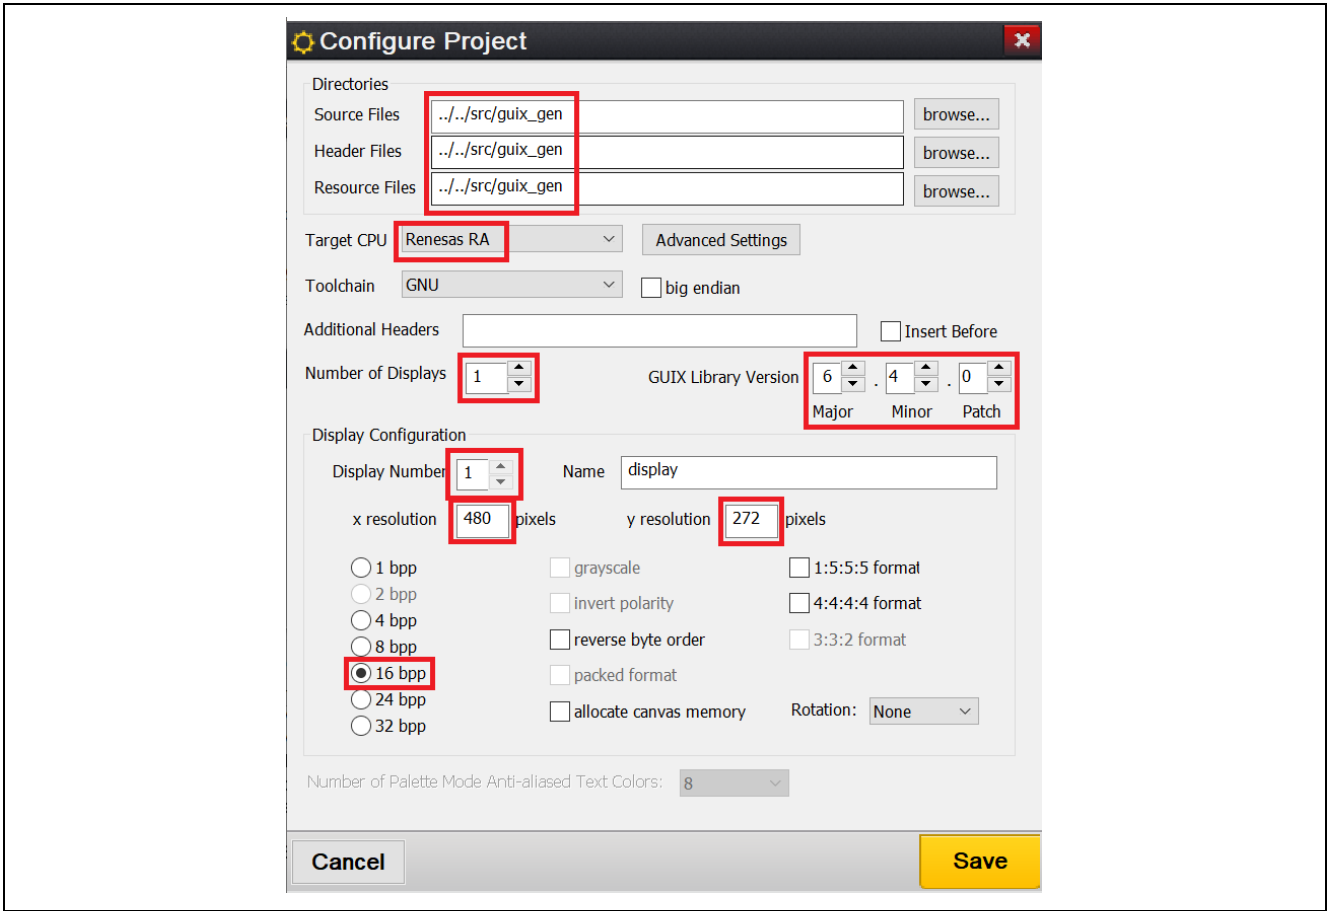 Configure Project
Directories
Source Files ../../src/guix_gen browse...
Header Files ../../src/guix_gen browse...
Resource Files ../../src/guix_gen browse...
Target CPU Renesas RA Advanced Settings
Toolchain GNU big endian
Additional Headers Insert Before
Number of Displays 1 GUIX Library Version 6 . 4 . 0
Major Minor Patch
Display Configuration
Display Number 1 Name display
x resolution 480 pixels y resolution 272 pixels
1 bpp grayscale 1:5:5:5 format
2 bpp
invert polarity 4:4:4:4 format
4 bpp
reverse byte order 3:3:2 format
8 bpp
16 bpp packed format
24 bpp
allocate canvas memory Rotation: None
32 bpp
Number of Palette Mode Anti-aliased Text Colors: 8
Cancel Save